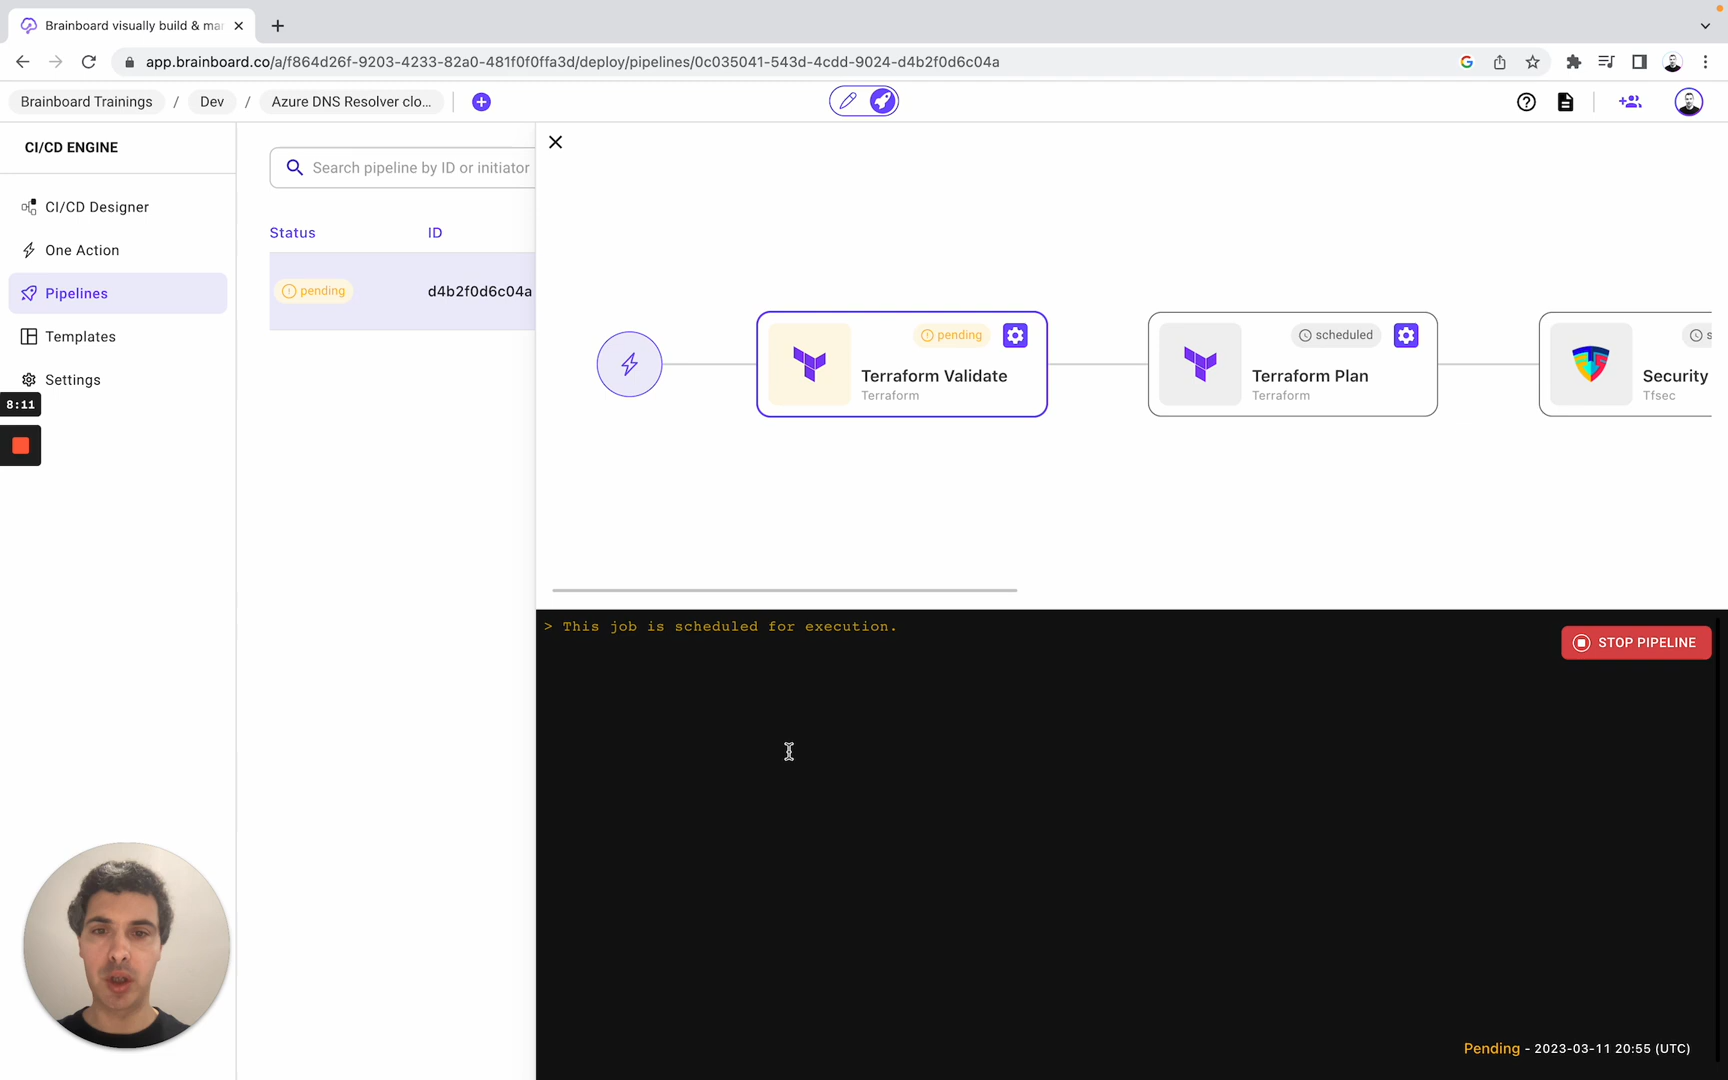 Brainboard visually build & ma
app.brainboard.co/a/f864d26f-9203-4233-82a0-481f0f0ffa3d/deploy/pipelines/0c035041-543d-4cdd-9024-d4b2f0d6c04a
Brainboard Trainings / Dev / Azure DNS Resolver clo...
CI/CD ENGINE
CI/CD Designer
One Action
Pipelines
Templates
Settings
8:11
Search pipeline by ID or initiator
Status ID
pending d4b2f0d6c04a
pending
Terraform Validate
Terraform
scheduled
Terraform Plan
Terraform
s
Security
Tfsec
> This job is scheduled for execution.
STOP PIPELINE
Pending - 2023-03-11 20:55 (UTC)